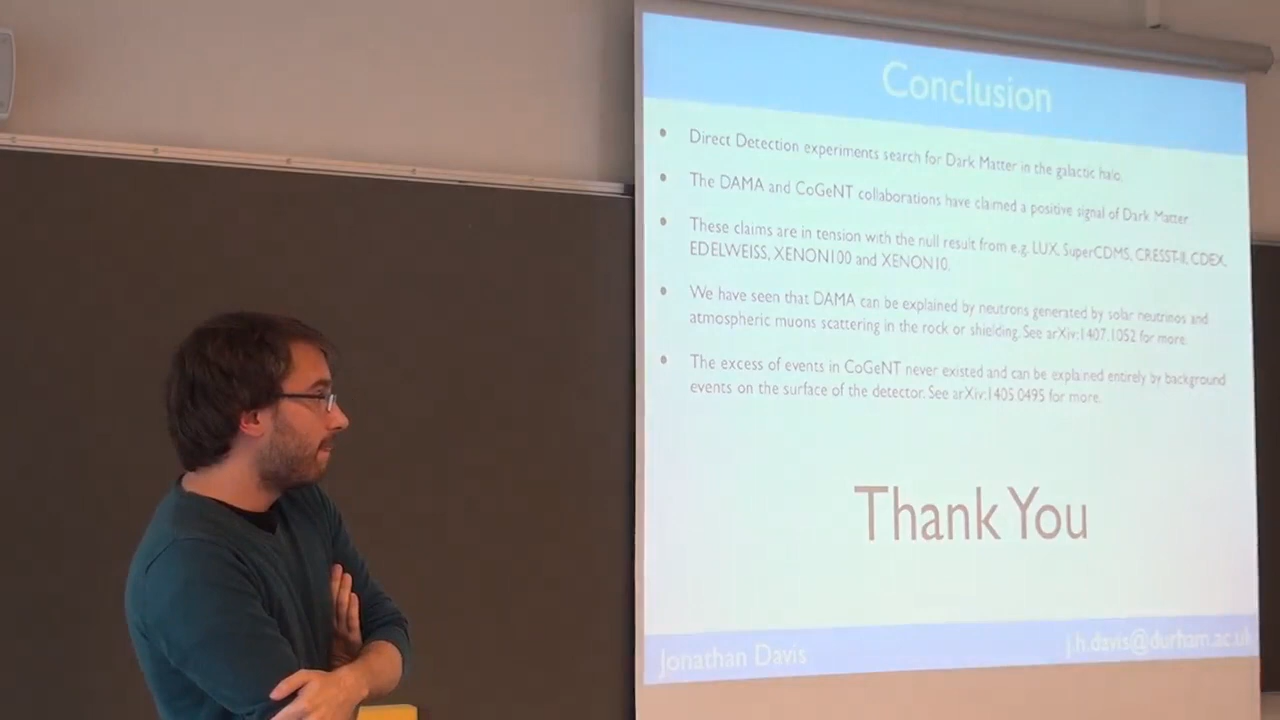 Conclusion
• Direct Detection experiments search for Dark Matter in the galactic halo.
• The DAMA and CoGeNT collaborations have claimed a positive signal of Dark Matter.
• These claims are in tension with the null result from e.g. LUX, SuperCDMS, CRESST-II, CDEX,
EDELWEISS, XENON100 and XENON10.
• We have seen that DAMA can be explained by neutrons generated by solar neutrinos and
atmospheric muons scattering in the rock or shielding. See arXiv:1407.1052 for more.
• The excess of events in CoGeNT never existed and can be explained entirely by background
events on the surface of the detector. See arXiv:1405.0495 for more.
Thank You
Jonathan Davis
j.h.davis@durham.ac.uk